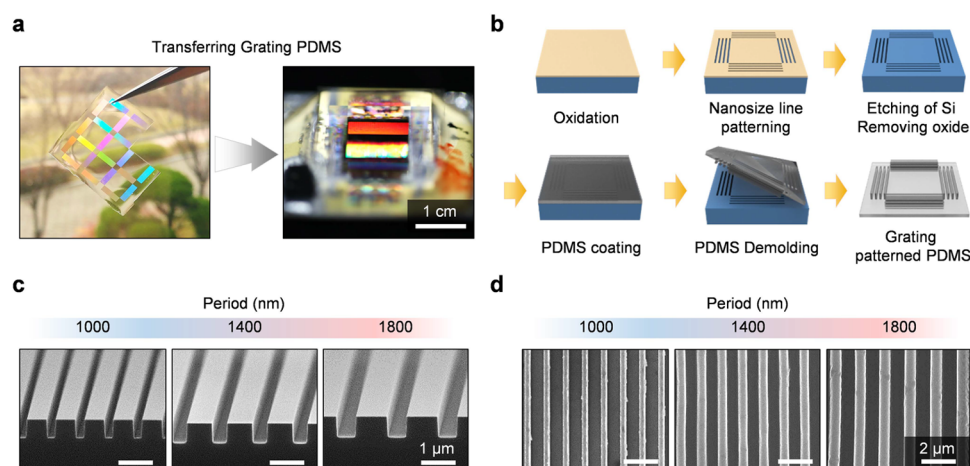 a
Transferring Grating PDMS
1 cm
b
Oxidation
Nanosize line
patterning
Etching of Si
Removing oxide
PDMS coating
PDMS Demolding
Grating
patterned PDMS
c
Period (nm)
1000 1400 1800
1 μm
d
Period (nm)
1000 1400 1800
2 μm